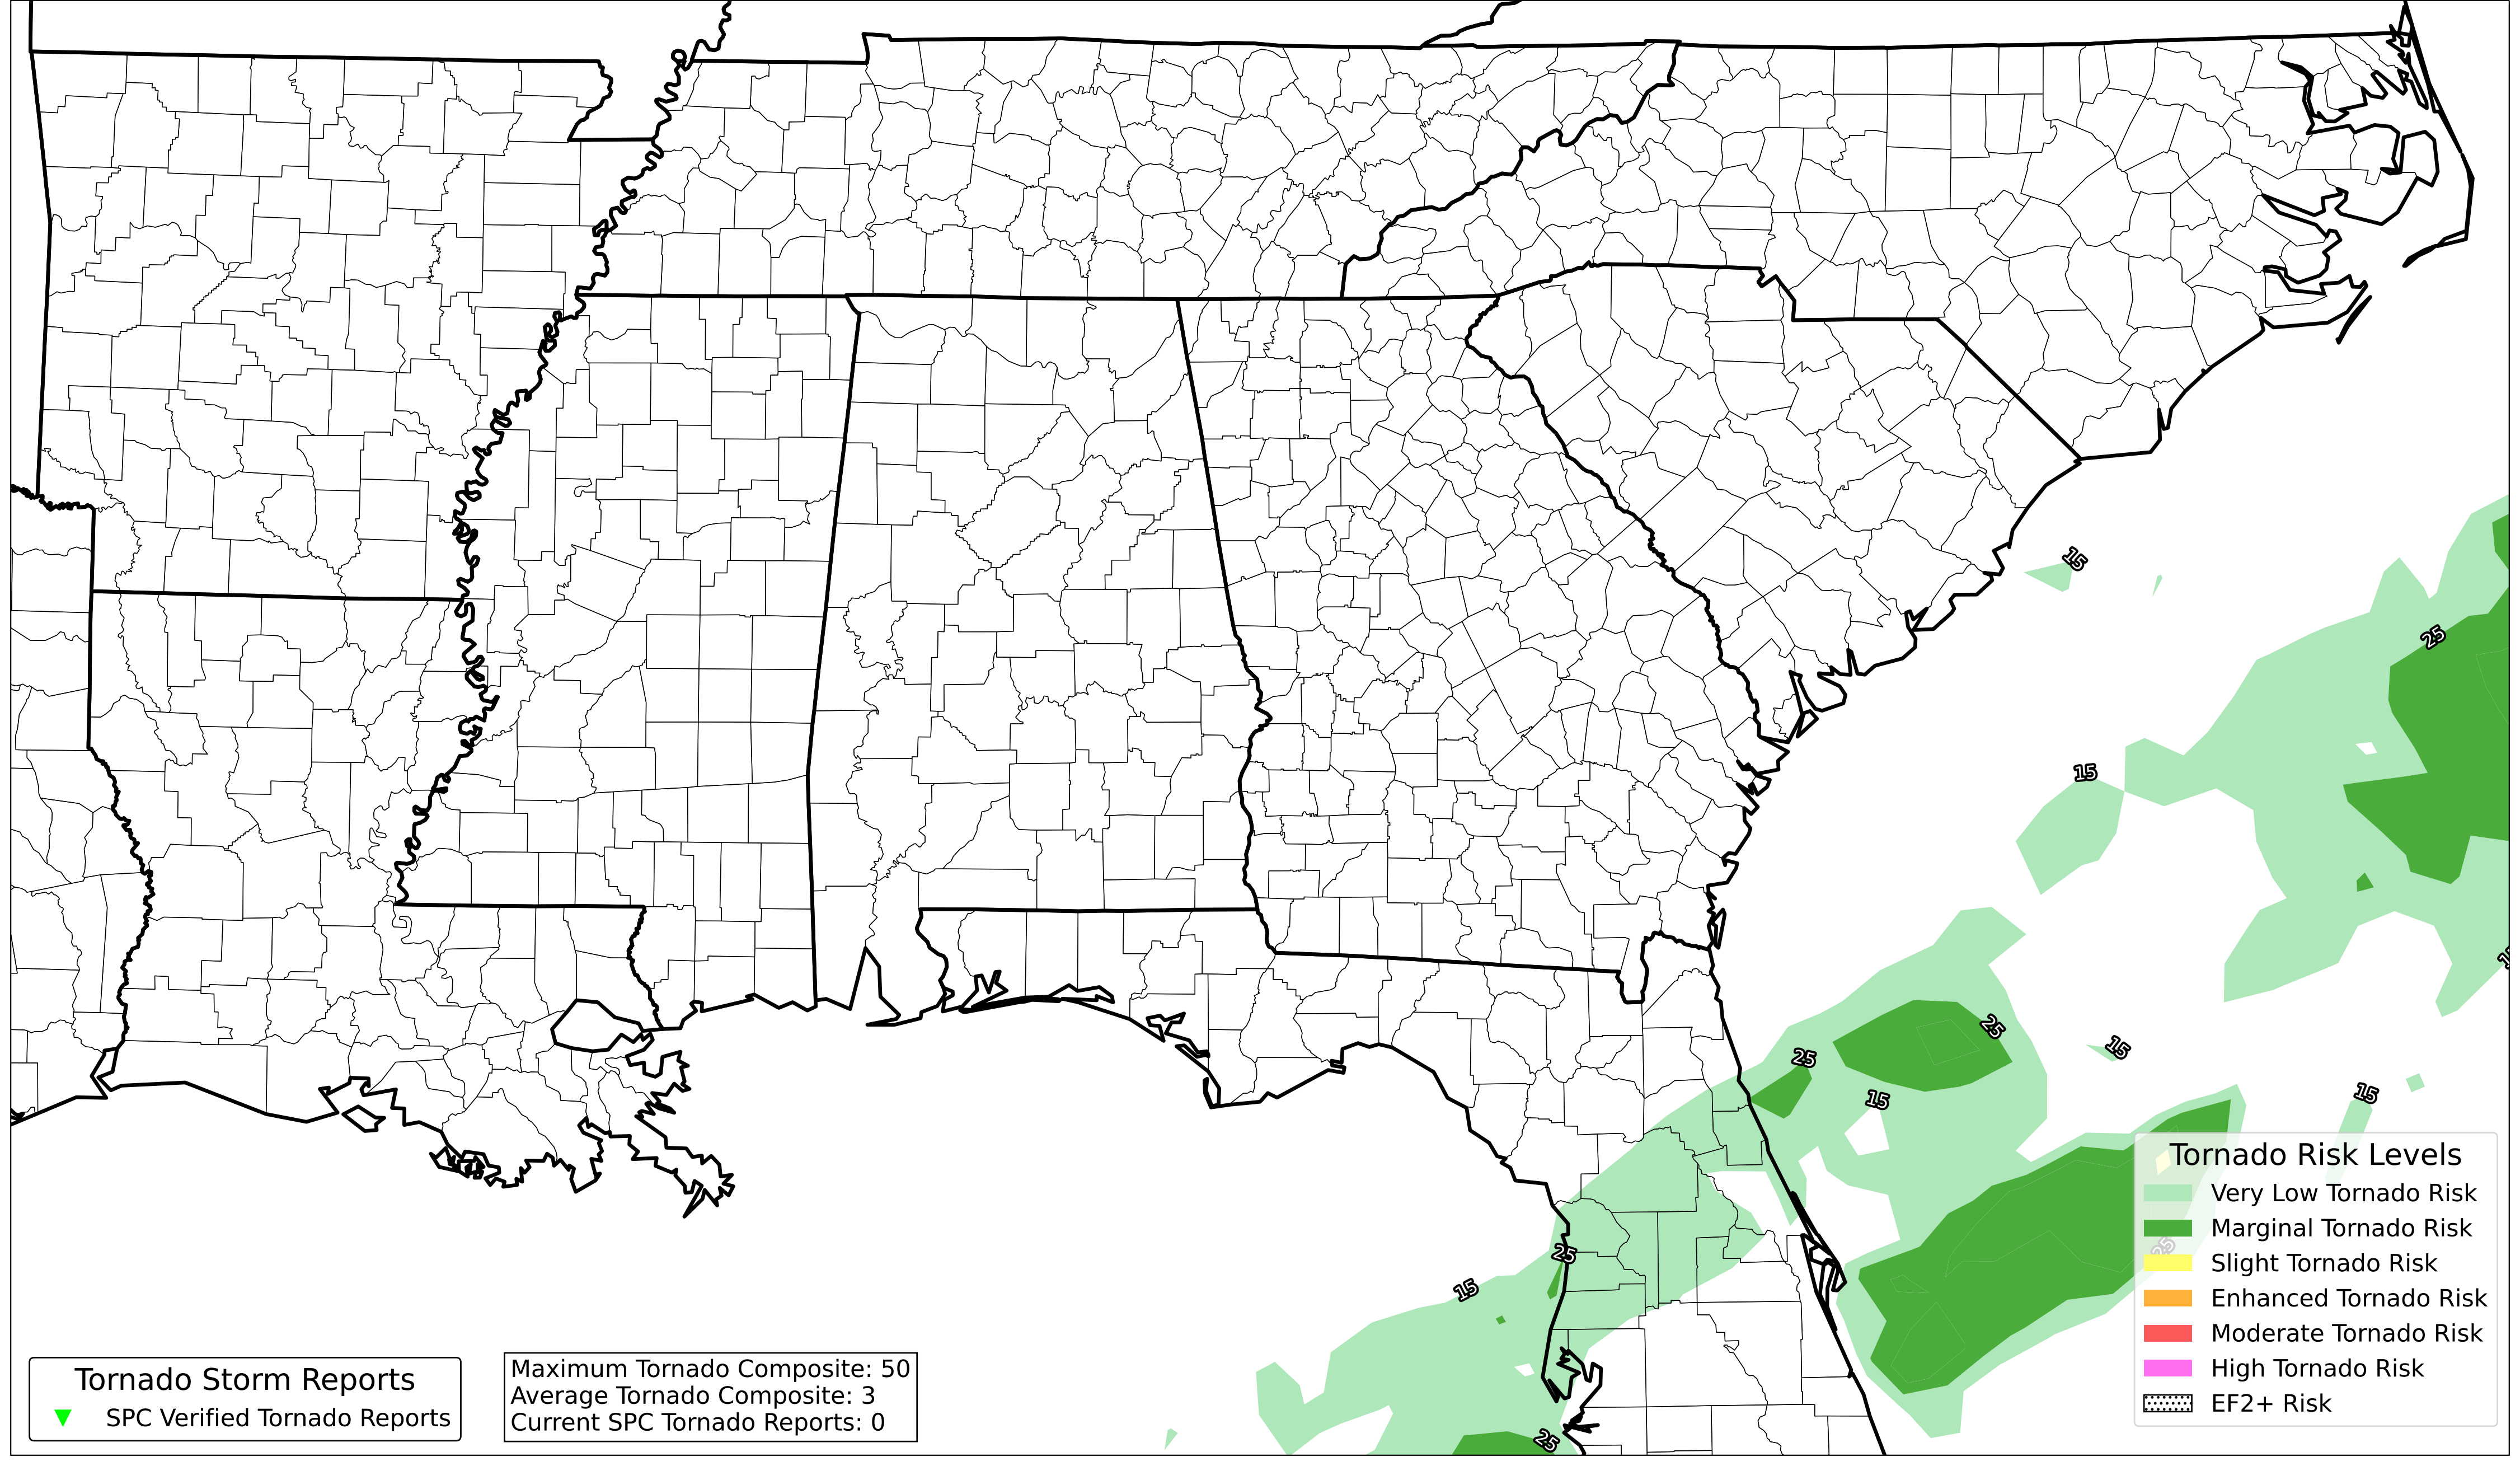 15
25
15
25
25
15
15
15
Tornado Risk Levels
Very Low Tornado Risk
Marginal Tornado Risk
25
Slight Tornado Risk
25
15
Enhanced Tornado Risk
Moderate Tornado Risk
High Tornado Risk
EF2+ Risk
Tornado Storm Reports
SPC Verified Tornado Reports
Maximum Tornado Composite: 50
Average Tornado Composite: 3
Current SPC Tornado Reports: 0
25